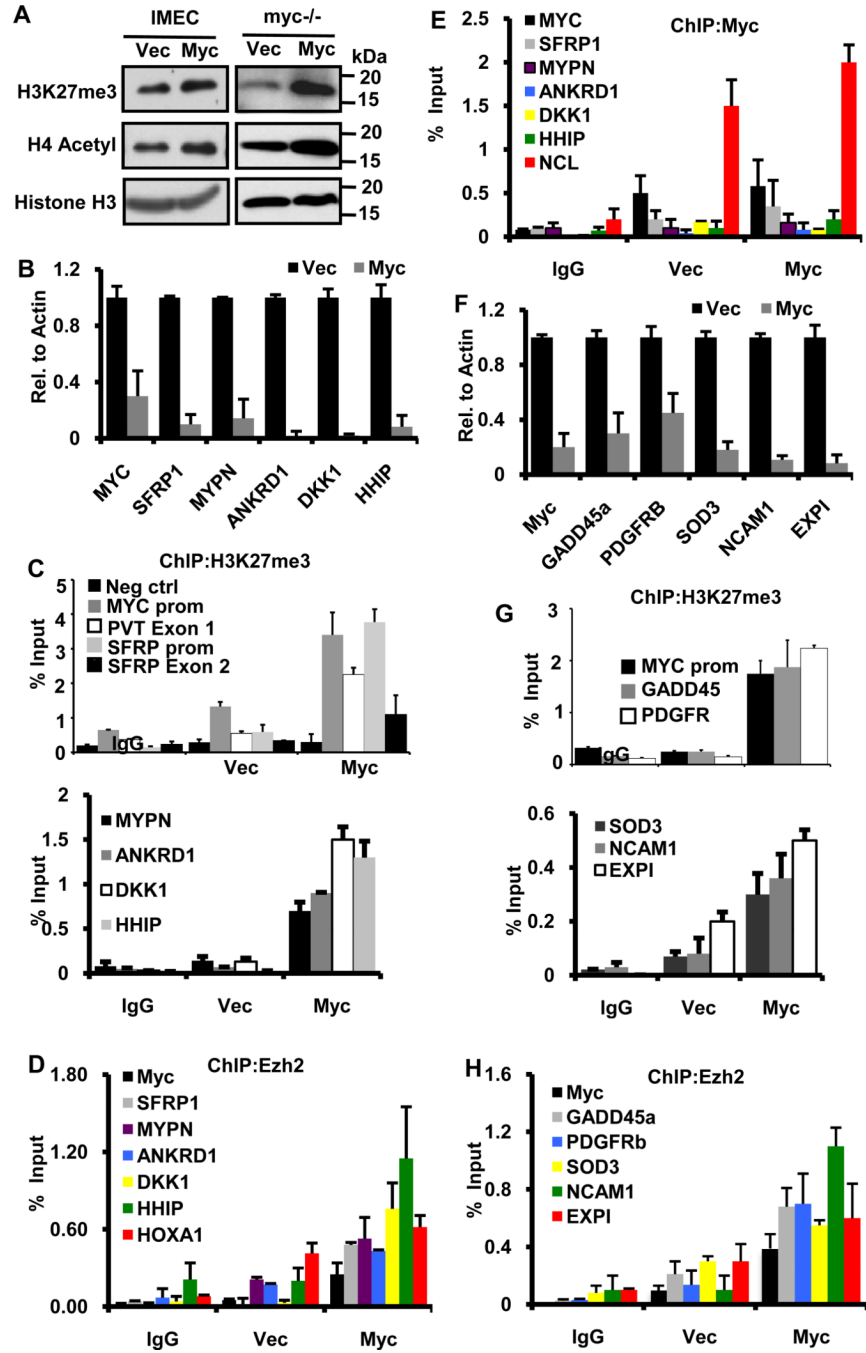 A
IMEC
myc-/-
Vec Myc
Vec Myc
kDa
H3K27me3
20
15
H4 Acetyl
20
15
Histone H3
20
15
B
Vec Myc
Rel. to Actin
1.2
0.8
0.4
0
MYC
SFRP1
MYPN
ANKRD1
DKK1
HHIP
C
ChIP:H3K27me3
Neg ctrl
MYC prom
PVT Exon 1
SFRP prom
SFRP Exon 2
% Input
5
4
3
2
1
0
IgG
Vec
Myc
MYPN
ANKRD1
DKK1
HHIP
% Input
2
1.5
1
0.5
0
IgG
Vec
Myc
D
ChIP:Ezh2
Myc
SFRP1
MYPN
ANKRD1
DKK1
HHIP
HOXA1
% Input
1.80
1.20
0.60
0.00
IgG
Vec
Myc
E
ChIP:Myc
MYC
SFRP1
MYPN
ANKRD1
DKK1
HHIP
NCL
% Input
2.5
2
1.5
1
0.5
0
IgG
Vec
Myc
F
Vec Myc
Rel. to Actin
1.2
0.8
0.4
0
Myc
GADD45a
PDGFRB
SOD3
NCAM1
EXPI
G
ChIP:H3K27me3
MYC prom
GADD45
PDGFR
% Input
3
2
1
0
IgG
SOD3
NCAM1
EXPI
% Input
0.6
0.4
0.2
0
IgG
Vec
Myc
H
ChIP:Ezh2
Myc
GADD45a
PDGFRb
SOD3
NCAM1
EXPI
% Input
1.6
1.2
0.8
0.4
0
IgG
Vec
Myc